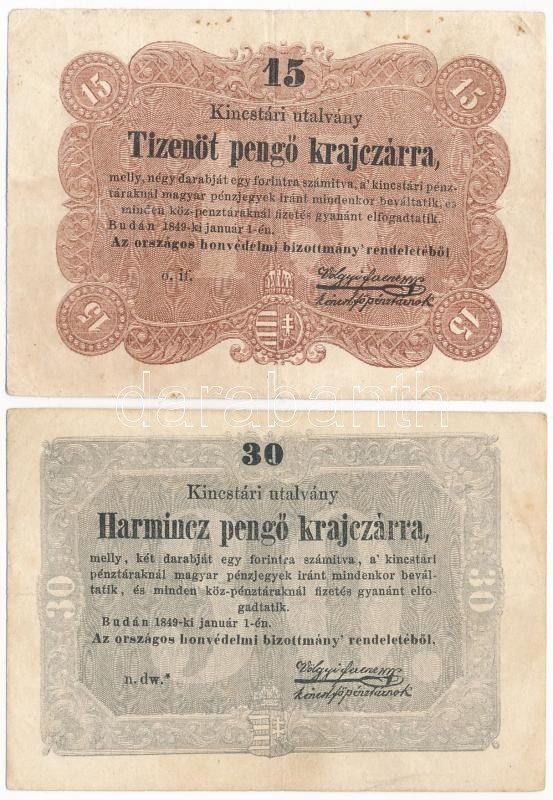 15
15
15
Kincstári utalvány
Tizenöt pengő krajczárra,
melly, négy darabját egy forintra számitva, a' kincstári pénz-
táraknál magyar pénzjegyek iránt mindenkor beváltatik, és
minden köz-penztáraknál fizetés gyanánt elfogadtatik.
Budán 1849-ki január 1-én.
Az országos honvédelmi bizottmány' rendeletéből
o. if.
15
15
darabanth
30
Kincstári utalvány
Harmincz pengő krajczárra,
melly, két darabját egy forintra számitva, a' kincstári
pénztáraknál magyar pénzjegyek iránt mindenkor bevál-
tatik, és minden köz-pénztáraknál fizetés gyanánt elfo-
gadtatik.
30
30
Budán 1849-ki január 1-én.
Az országos honvédelmi bizottmány' rendeletéből.
n. dw.*